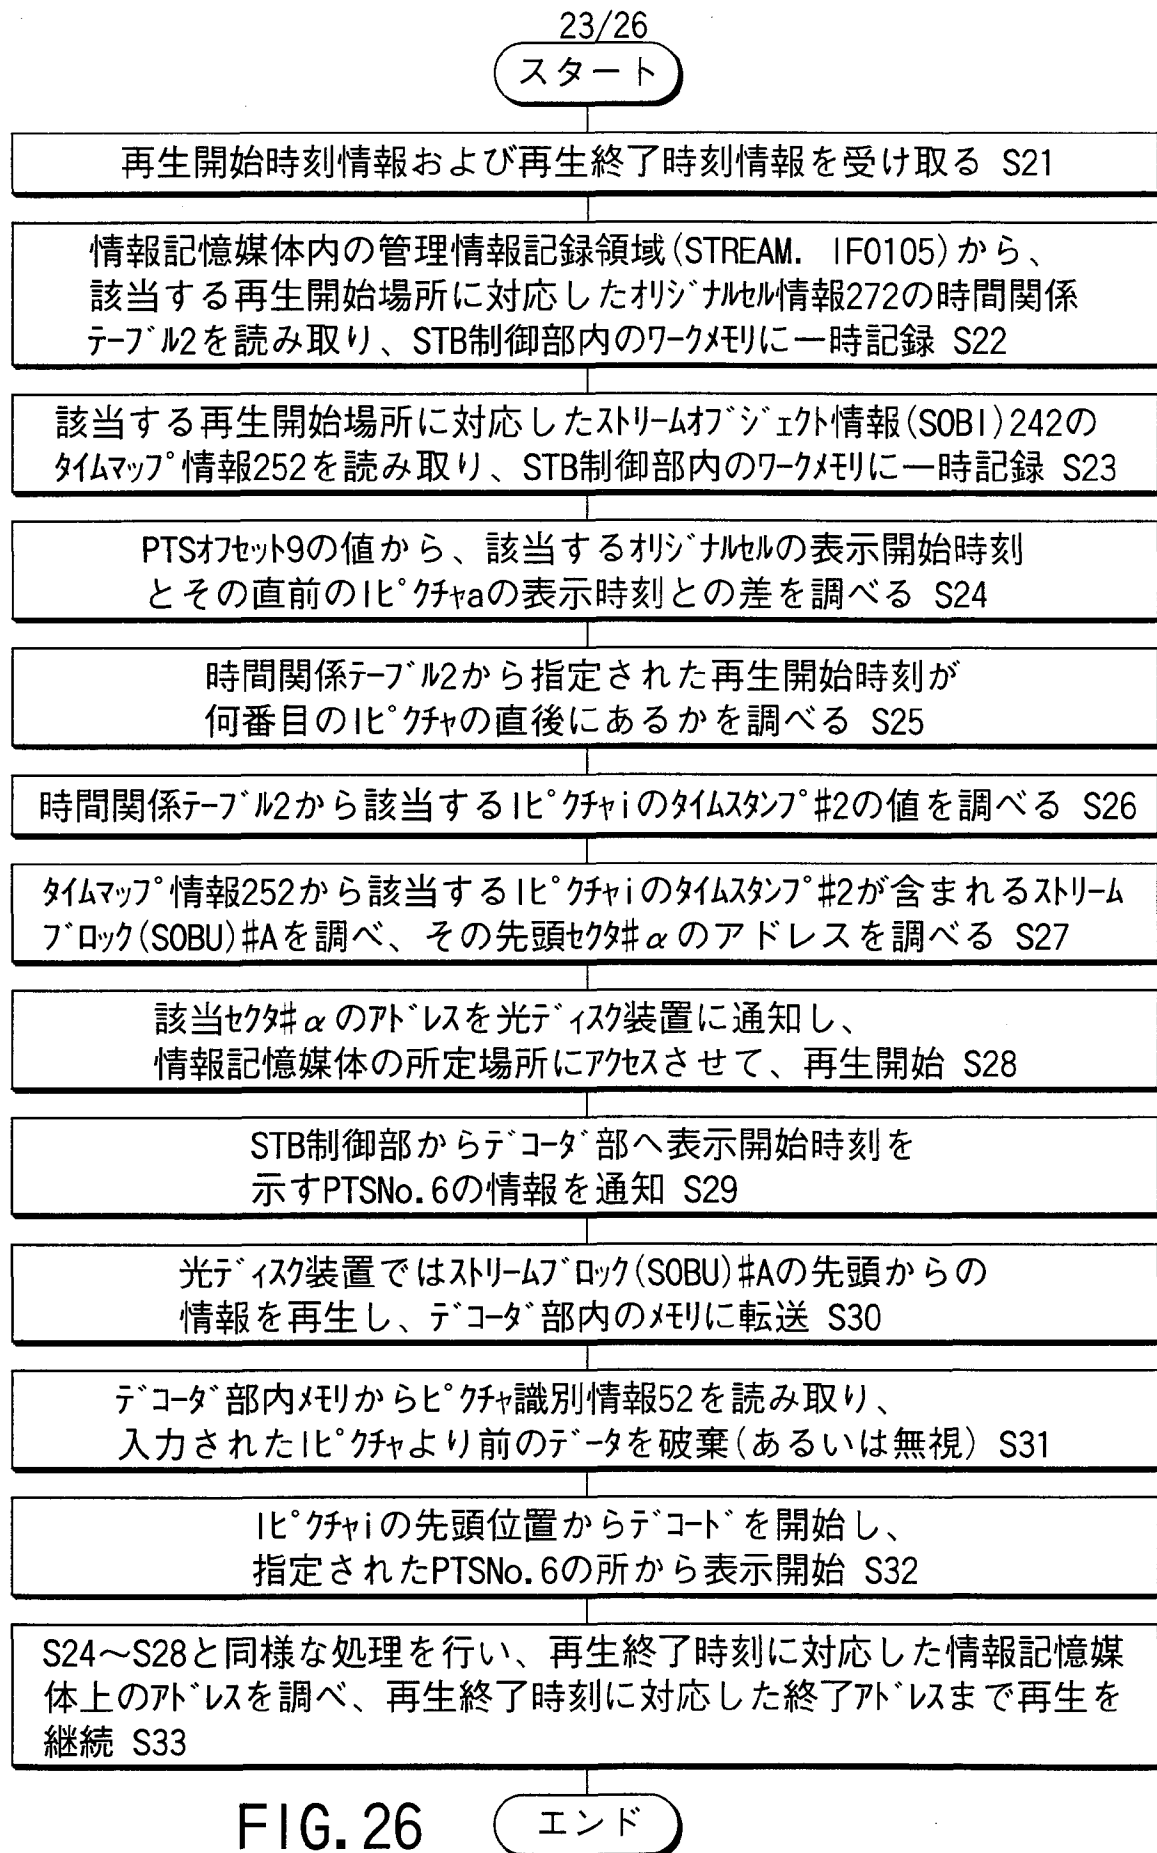 23/26
スタート
再生開始時刻情報および再生終了時刻情報を受け取る S21
情報記憶媒体内の管理情報記録領域(STREAM. IFO105)から、
該当する再生開始場所に対応したオリジナルセル情報272の時間関係
テーブル2を読み取り、STB制御部内のワークメモリに一時記録 S22
該当する再生開始場所に対応したストリームオブジェクト情報(SOBI)242の
タイムマップ情報252を読み取り、STB制御部内のワークメモリに一時記録 S23
PTSオフセット9の値から、該当するオリジナルセルの表示開始時刻
とその直前のIピクチャaの表示時刻との差を調べる S24
時間関係テーブル2から指定された再生開始時刻が
何番目のIピクチャの直後にあるかを調べる S25
時間関係テーブル2から該当するIピクチャiのタイムスタンプ#2の値を調べる S26
タイムマップ情報252から該当するIピクチャiのタイムスタンプ#2が含まれるストリーム
ブロック(SOBU)#Aを調べ、その先頭セクタ#αのアドレスを調べる S27
該当セクタ#αのアドレスを光ディスク装置に通知し、
情報記憶媒体の所定場所にアクセスさせて、再生開始 S28
STB制御部からデコーダ部へ表示開始時刻を
示すPTSNo.6の情報を通知 S29
光ディスク装置ではストリームブロック(SOBU)#Aの先頭からの
情報を再生し、デコーダ部内のメモリに転送 S30
デコーダ部内メモリからピクチャ識別情報52を読み取り、
入力されたIピクチャより前のデータを破棄(あるいは無視) S31
Iピクチャiの先頭位置からデコードを開始し、
指定されたPTSNo.6の所から表示開始 S32
S24～S28と同様な処理を行い、再生終了時刻に対応した情報記憶媒
体上のアドレスを調べ、再生終了時刻に対応した終了アドレスまで再生を
継続 S33
エンド
FIG.26